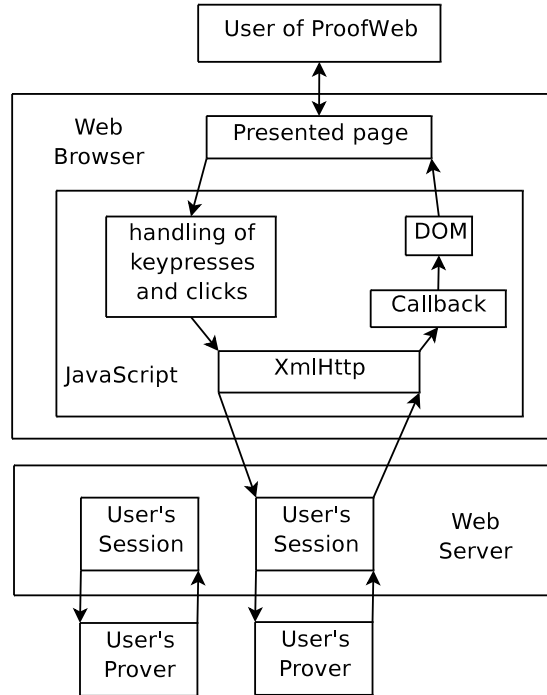 User of ProofWeb
Web
Browser
Presented page
handling of
keypresses
and clicks
DOM
Callback
JavaScript
XmlHttp
User's
Session
User's
Session
Web
Server
User's
Prover
User's
Prover